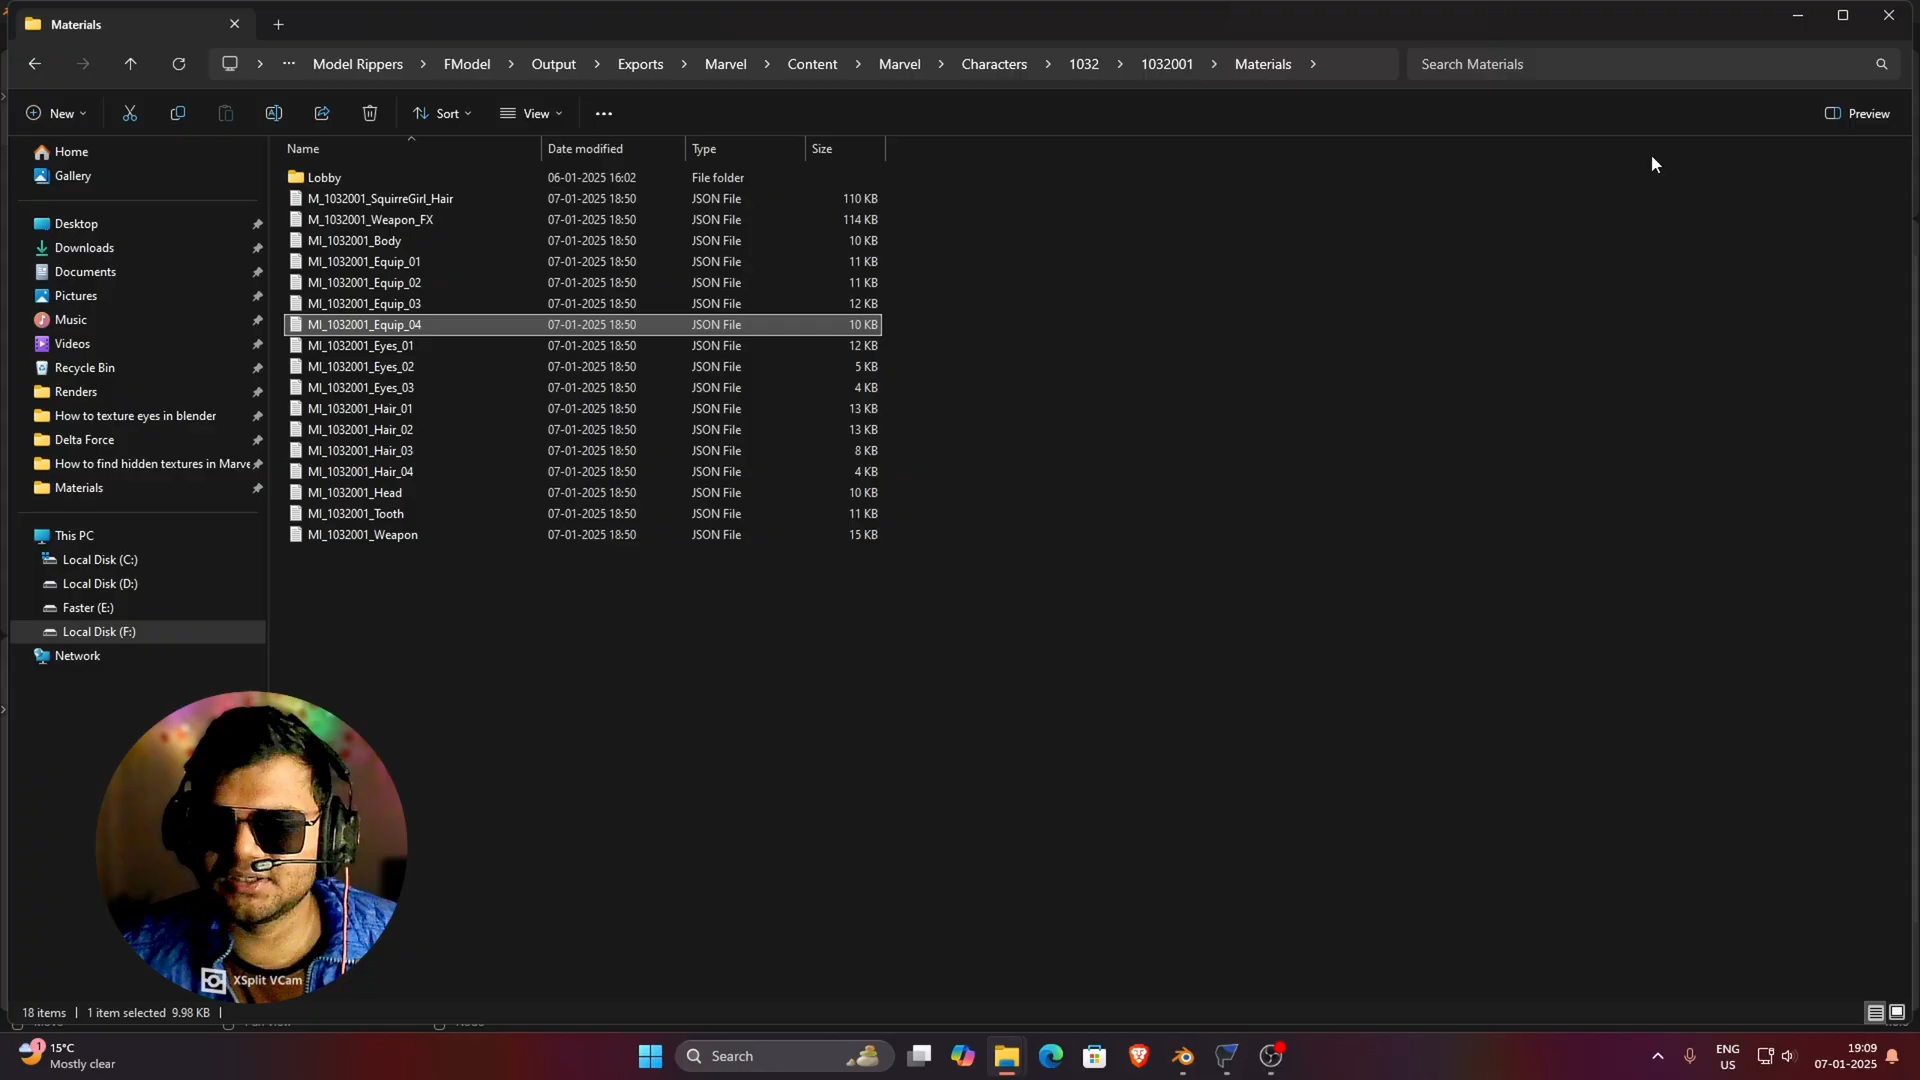 Materials
Model Rippers
FModel
Output
Exports
Marvel
Content
Marvel
Characters
1032
1032001
Materials
Search Materials
New
Sort
View
Preview
Home
Gallery
Desktop
Downloads
Documents
Pictures
Music
Videos
Recycle Bin
Renders
How to texture eyes in blender
Delta Force
How to find hidden textures in Marve
Materials
This PC
Local Disk (C:)
Local Disk (D:)
Faster (E:)
Local Disk (F:)
Network
Name Date modified Type Size
Lobby 06-01-2025 16:02 File folder
M_1032001_SquirreGirl_Hair 07-01-2025 18:50 JSON File 110 KB
M_1032001_Weapon_FX 07-01-2025 18:50 JSON File 114 KB
MI_1032001_Body 07-01-2025 18:50 JSON File 10 KB
MI_1032001_Equip_01 07-01-2025 18:50 JSON File 11 KB
MI_1032001_Equip_02 07-01-2025 18:50 JSON File 11 KB
MI_1032001_Equip_03 07-01-2025 18:50 JSON File 12 KB
MI_1032001_Equip_04 07-01-2025 18:50 JSON File 10 KB
MI_1032001_Eyes_01 07-01-2025 18:50 JSON File 12 KB
MI_1032001_Eyes_02 07-01-2025 18:50 JSON File 5 KB
MI_1032001_Eyes_03 07-01-2025 18:50 JSON File 4 KB
MI_1032001_Hair_01 07-01-2025 18:50 JSON File 13 KB
MI_1032001_Hair_02 07-01-2025 18:50 JSON File 13 KB
MI_1032001_Hair_03 07-01-2025 18:50 JSON File 8 KB
MI_1032001_Hair_04 07-01-2025 18:50 JSON File 4 KB
MI_1032001_Head 07-01-2025 18:50 JSON File 10 KB
MI_1032001_Tooth 07-01-2025 18:50 JSON File 11 KB
MI_1032001_Weapon 07-01-2025 18:50 JSON File 15 KB
XSplit VCam
18 items 1 item selected 9.98 KB
1
15°C
Mostly clear
Search
ENG
US
19:09
07-01-2025